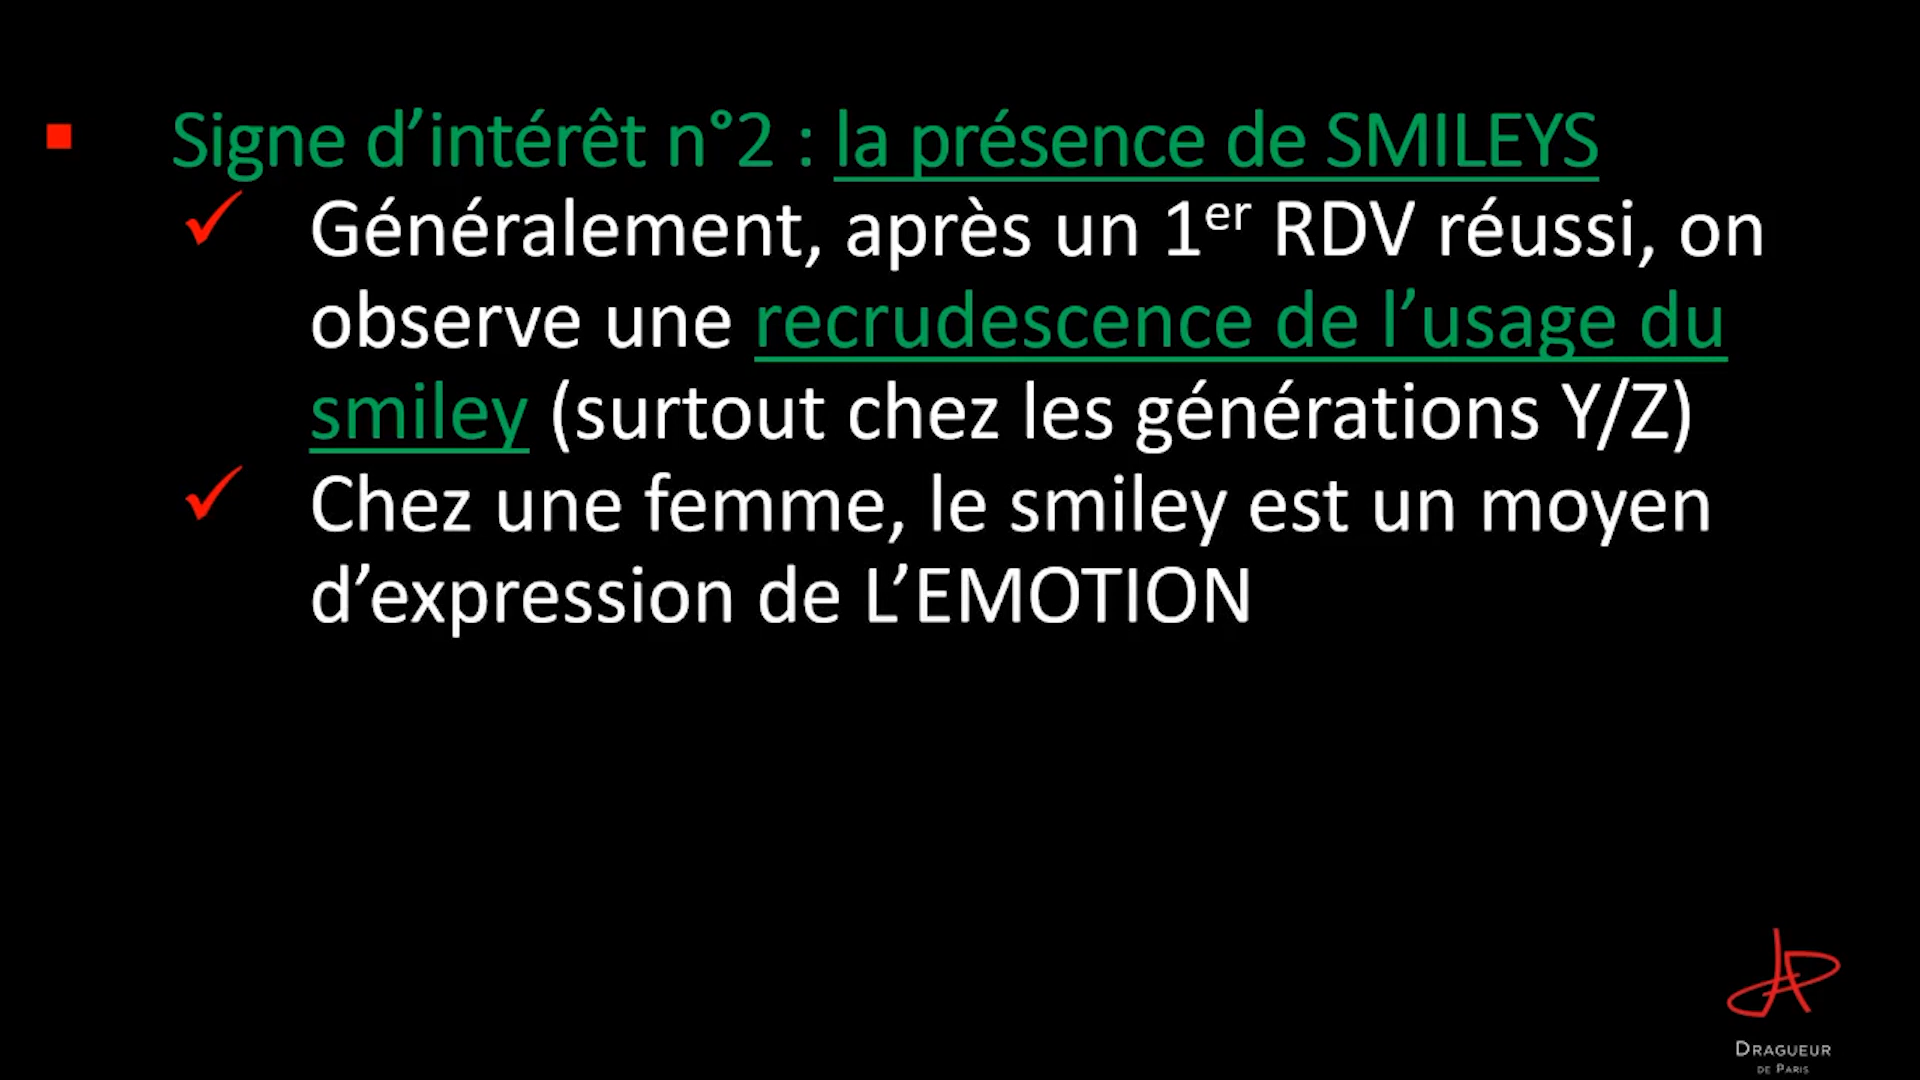 Signe d’intérêt n°2 : la présence de SMILEYS
Généralement, après un 1er RDV réussi, on
observe une recrudescence de l’usage du
smiley (surtout chez les générations Y/Z)
Chez une femme, le smiley est un moyen
d’expression de L’EMOTION
DRAGUEUR
DE PARIS